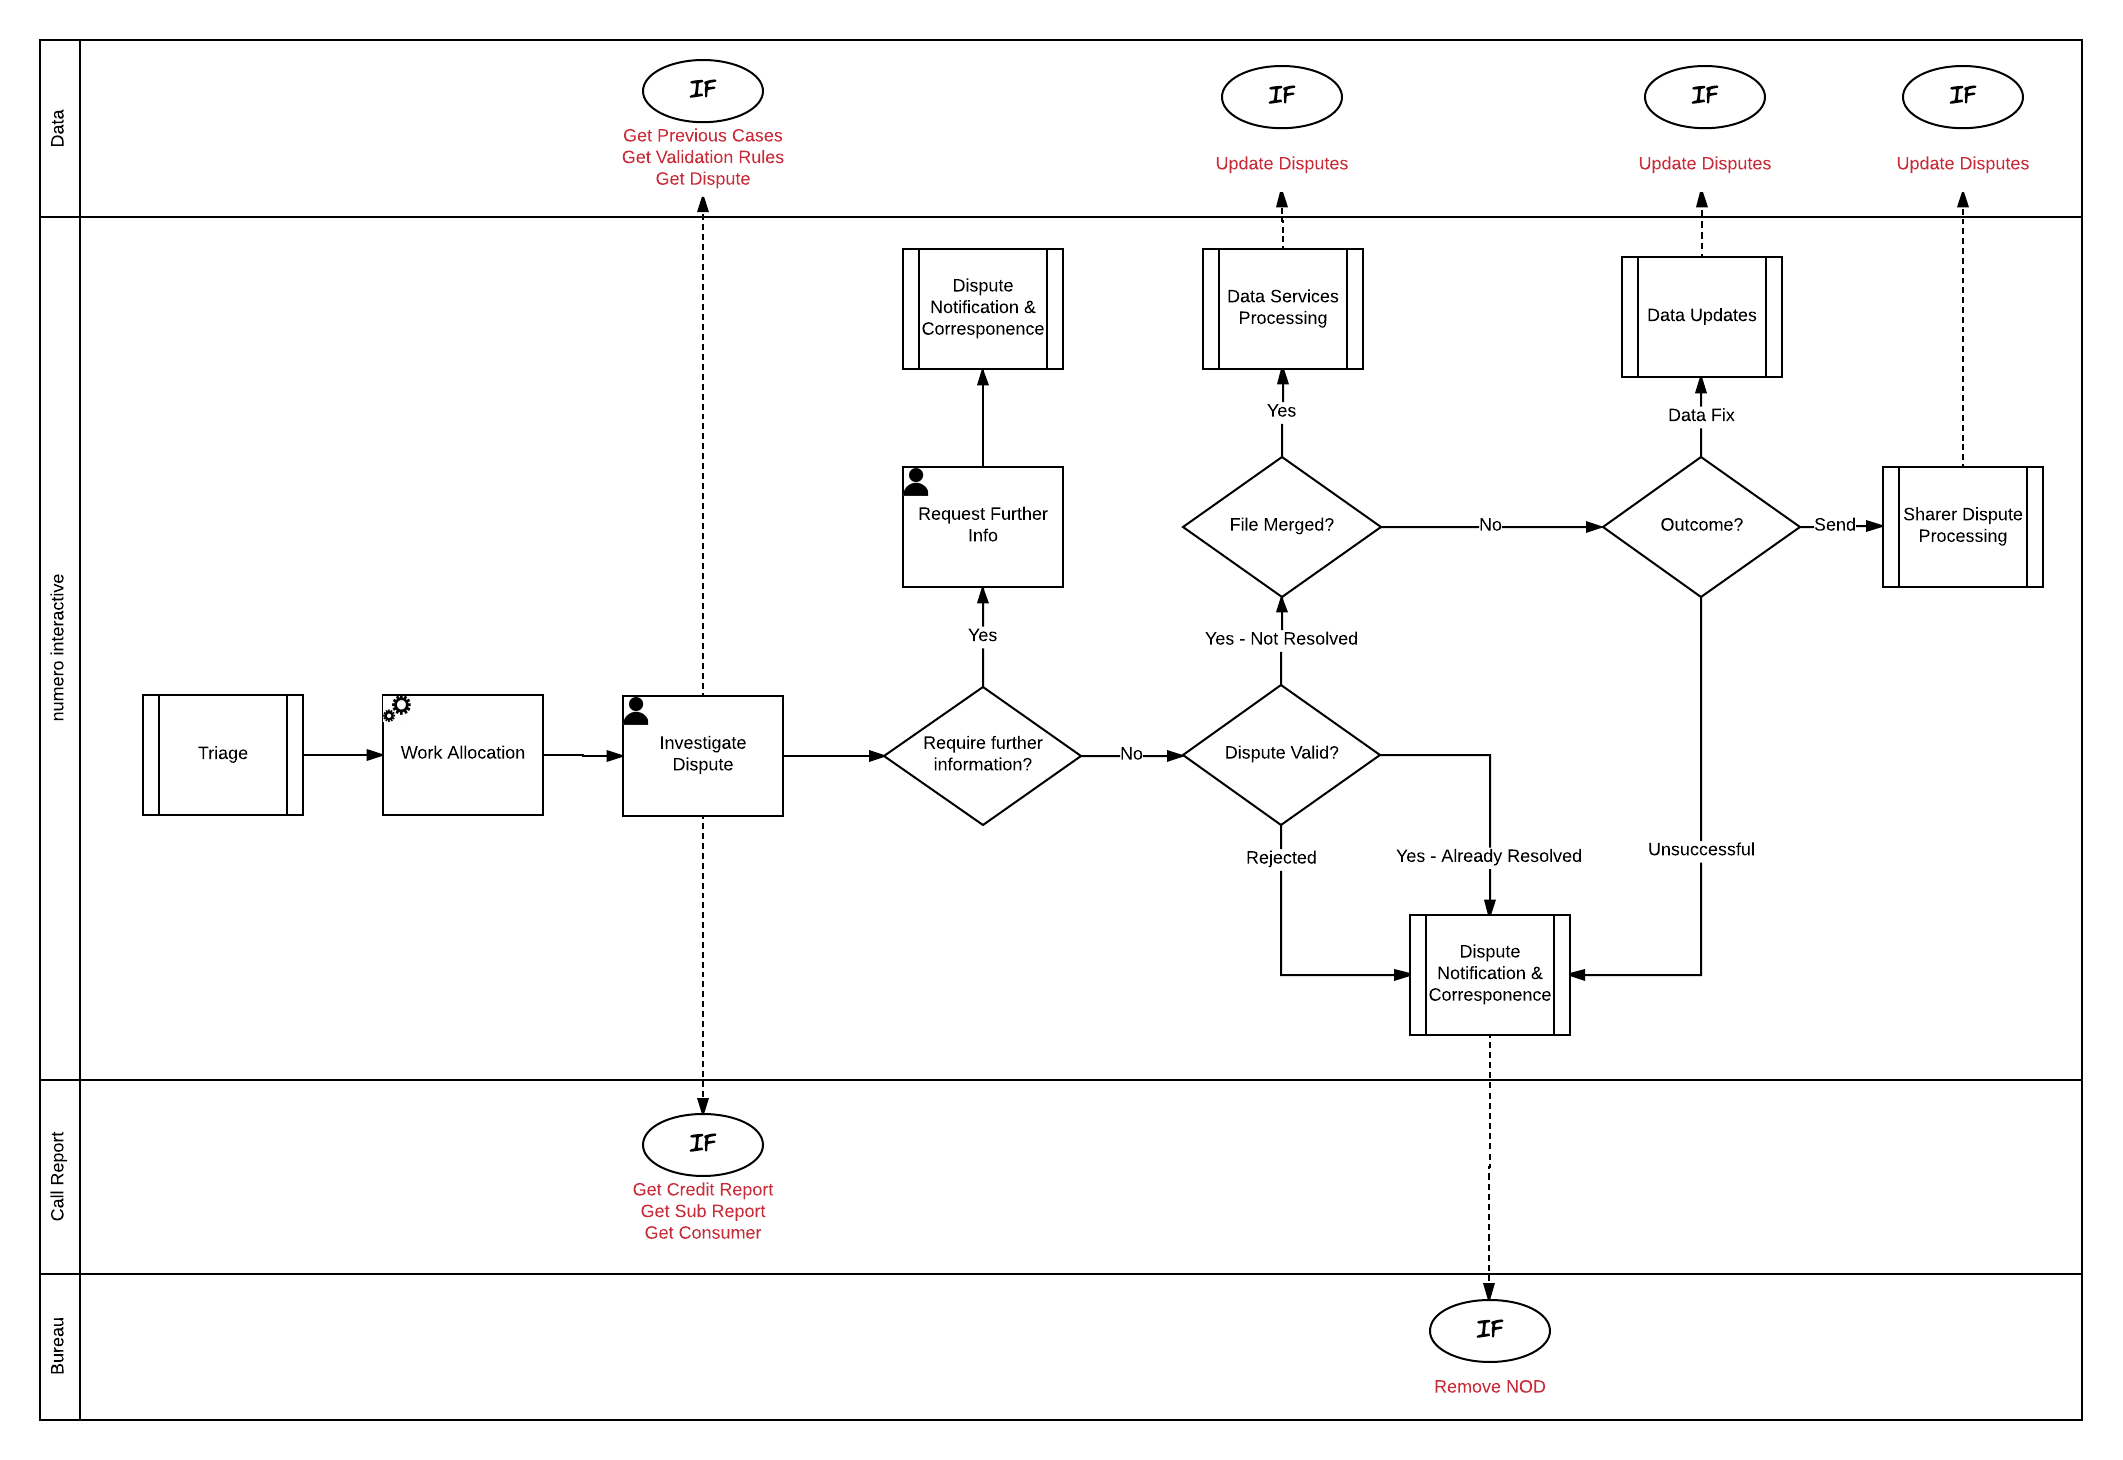 Data
IF
Get Previous Cases
Get Validation Rules
Get Dispute
IF
Update Disputes
IF
Update Disputes
IF
Update Disputes
numero interactive
Triage
Work Allocation
Investigate
Dispute
Require further
information?
Yes
Request Further
Info
Dispute
Notification &
Corresponence
No
Dispute Valid?
Yes - Not Resolved
File Merged?
Yes
Data Services
Processing
No
Outcome?
Data Fix
Data Updates
Send
Sharer Dispute
Processing
Rejected
Yes - Already Resolved
Unsuccessful
Dispute
Notification &
Corresponence
Call Report
IF
Get Credit Report
Get Sub Report
Get Consumer
Bureau
IF
Remove NOD